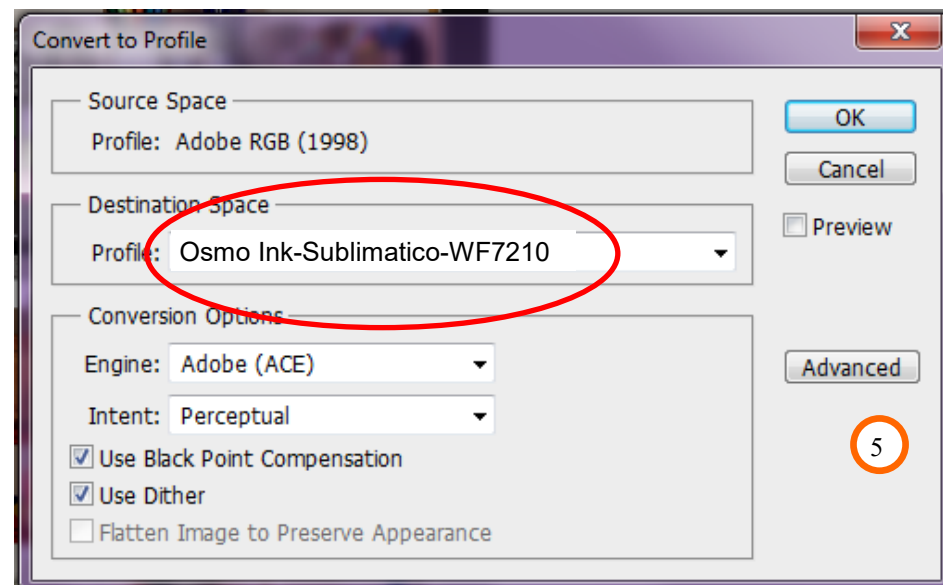 Convert to Profile
Source Space
Profile: Adobe RGB (1998)
OK
Cancel
Destination Space
Preview
Profile: Osmo Ink-Sublimatico-WF7210
Conversion Options
Engine: Adobe (ACE)
Advanced
Intent: Perceptual
5
Use Black Point Compensation
Use Dither
Flatten Image to Preserve Appearance